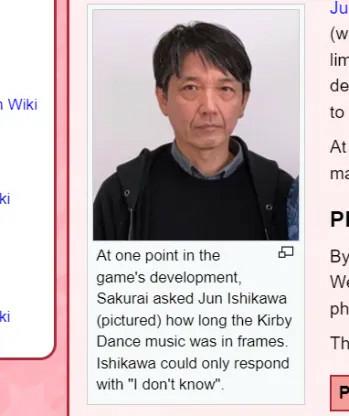 Ju
(w
lim
n Wiki
de
to
At
ma
ki
Pl
At one point in the
game's development,
Sakurai asked Jun Ishikawa
(pictured) how long the Kirby
Dance music was in frames.
Ishikawa could only respond
with "I don't know".
By
We
ki
ph
Th
P